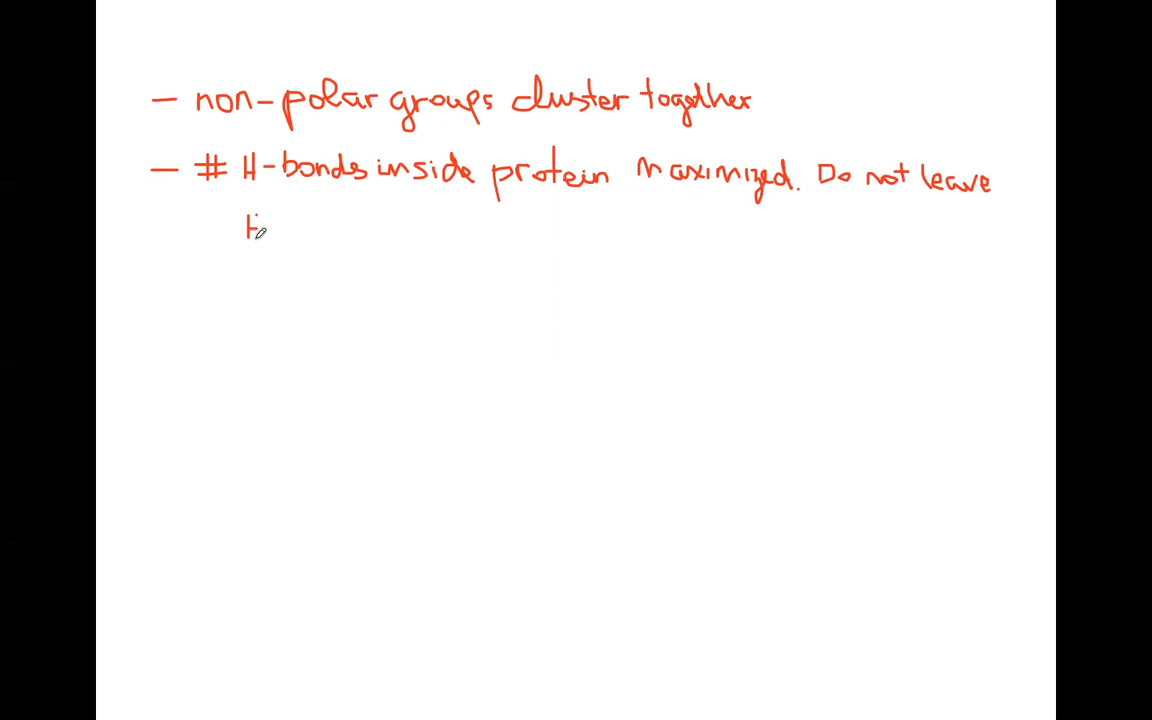 - non-polar groups cluster together
- # H-bonds inside protein maximized. Do not leave